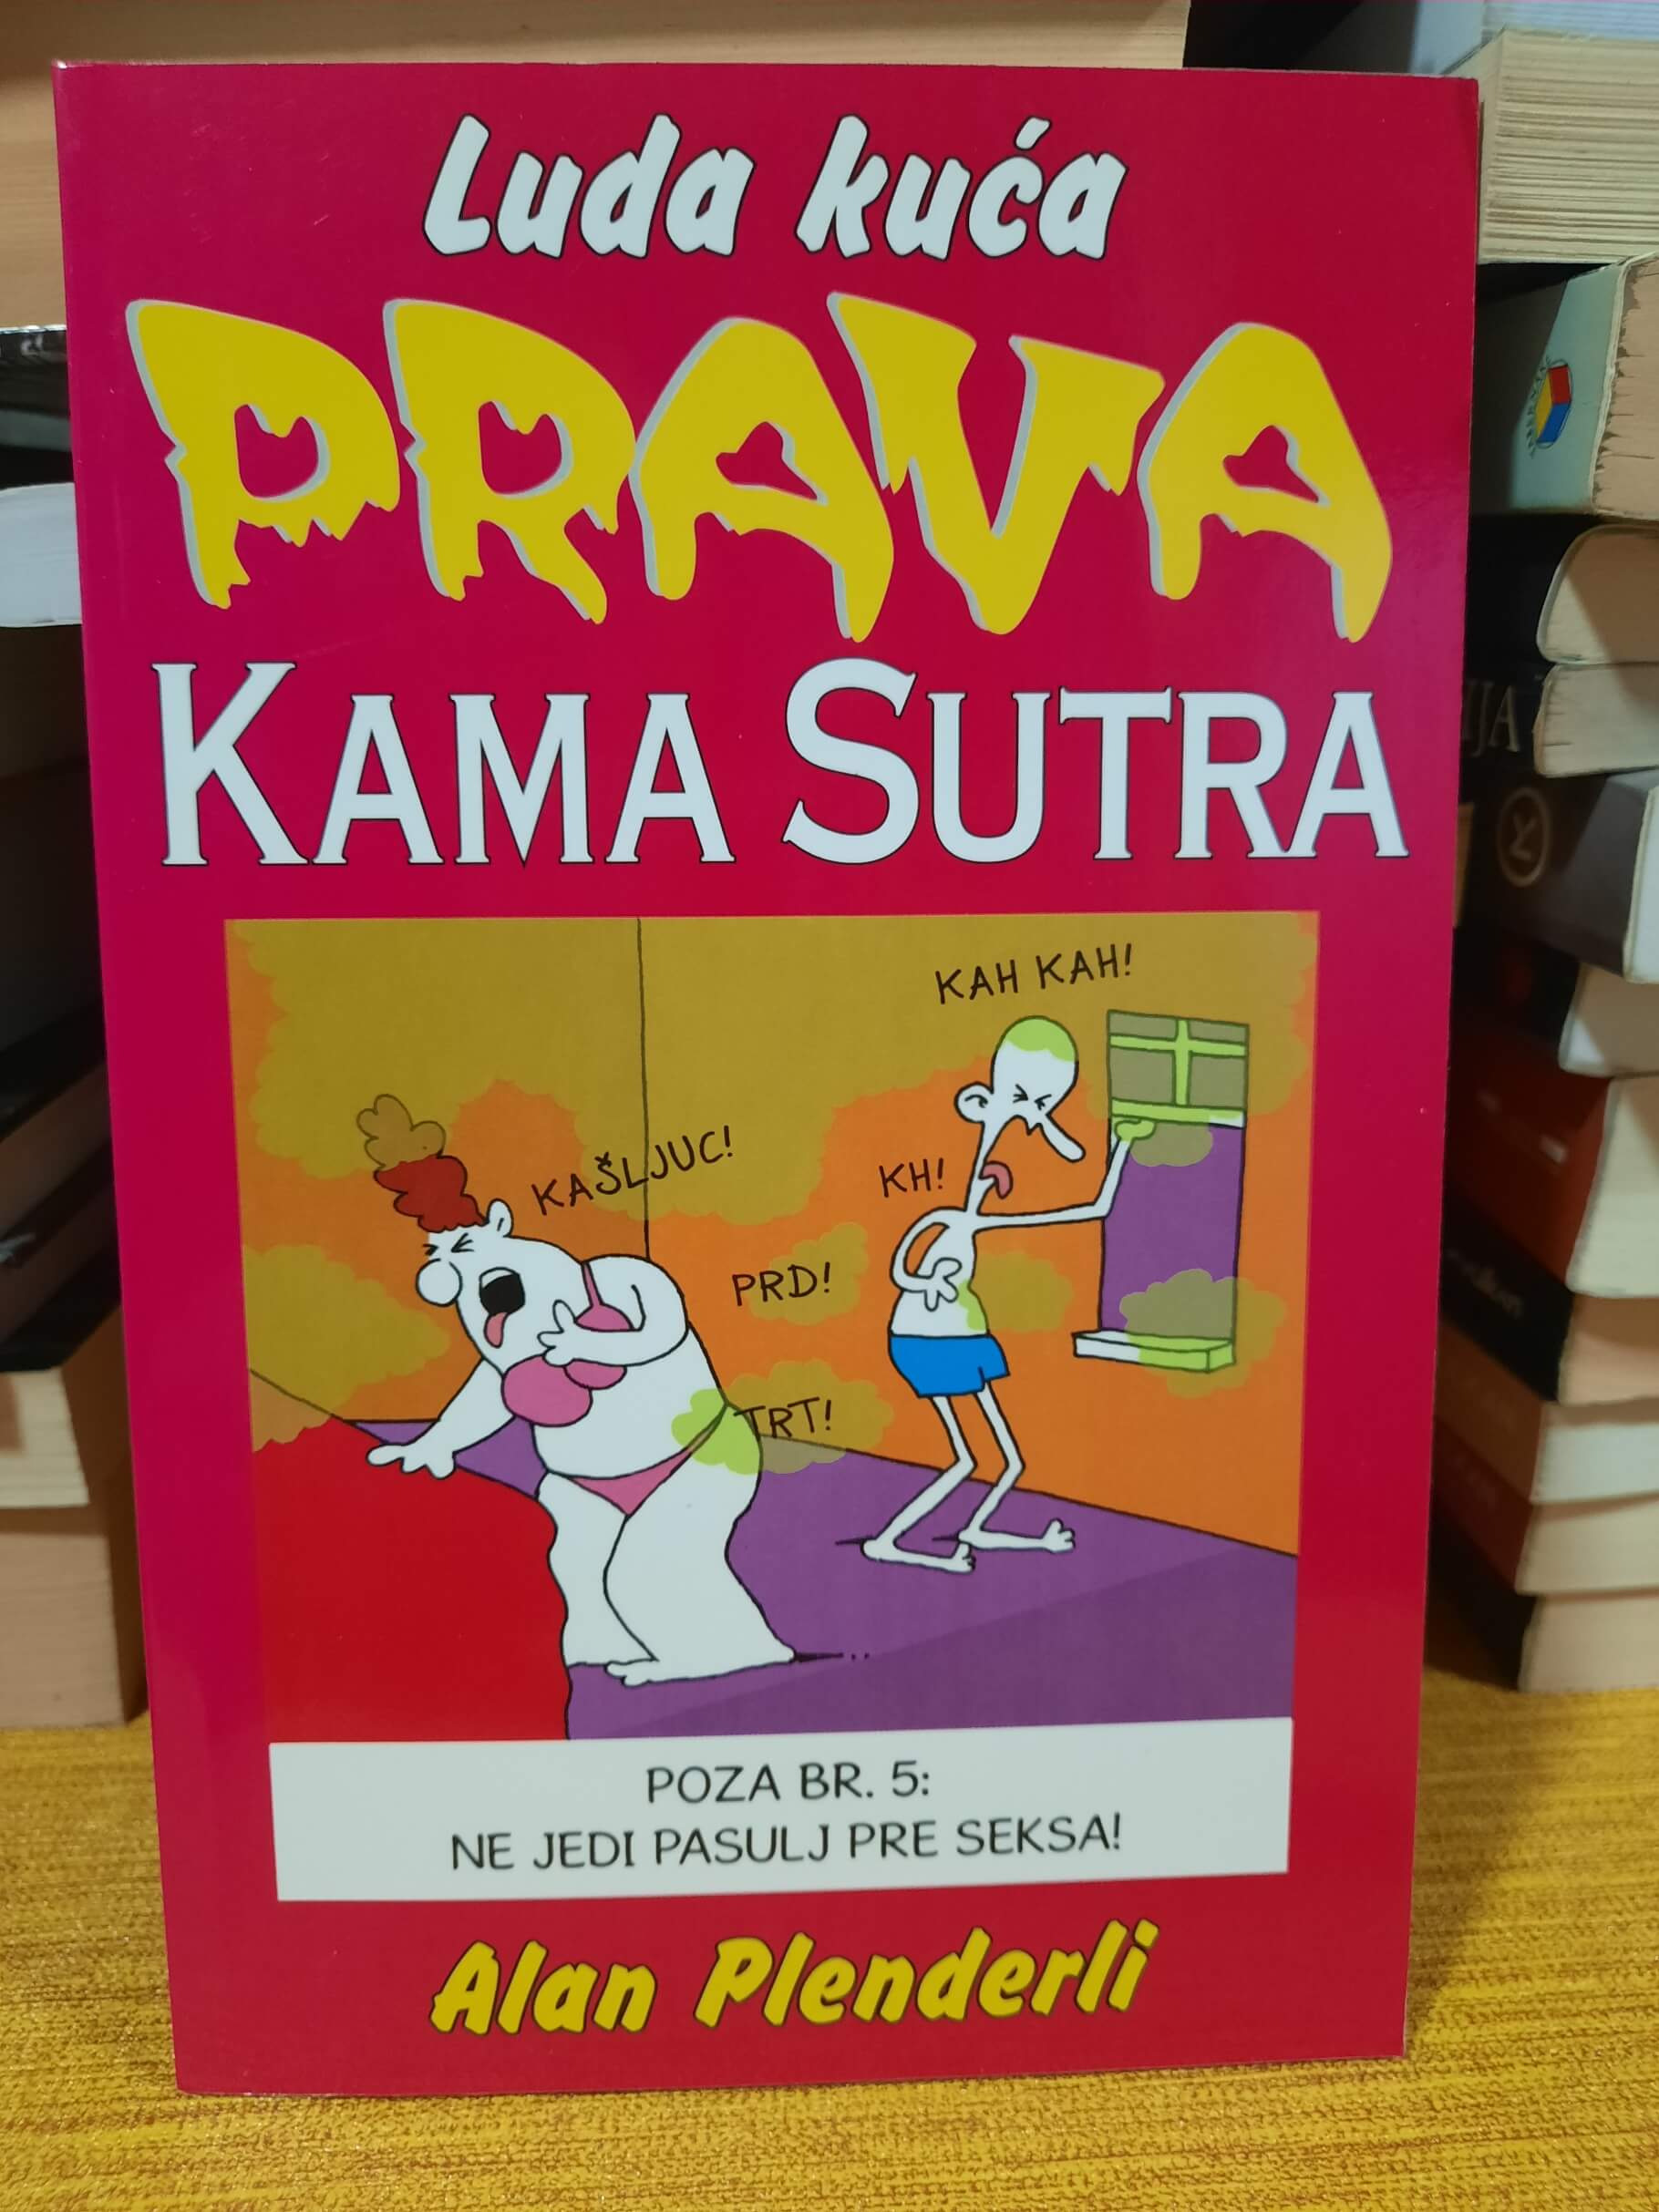 Luda kuća
PRAVA
KAMA SUTRA
KAH KAH!
KAŠLJUC!
KH!
PRD!
TRT!
POZA BR. 5:
NE JEDI PASULJ PRE SEKSA!
Alan Plenderli